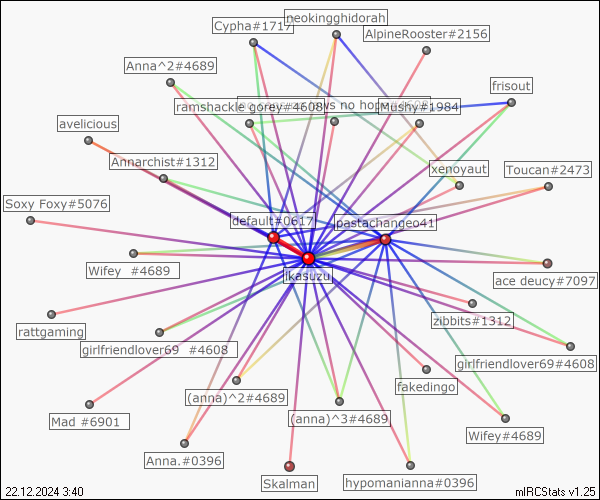 neokingghidorah
Cypha#1717
AlpineRooster#2156
Anna^2#4689
frisout
ramshackle gorey#4608
ws no hop
Mushy#1984
avelicious
Annarchist#1312
xenoyaut
Toucan#2473
Soxy Foxy#5076
default#0617
pastachangeo41
Wifey  #4689
ikasuzu
ace deucy#7097
rattgaming
zibbits#1312
girlfriendlover69  #4608
girlfriendlover69#4608
fakedingo
(anna)^2#4689
(anna)^3#4689
Mad #6901
Wifey#4689
Anna.#0396
Skalman
hypomanianna#0396
22.12.2024 3:40
mIRCStats v1.25